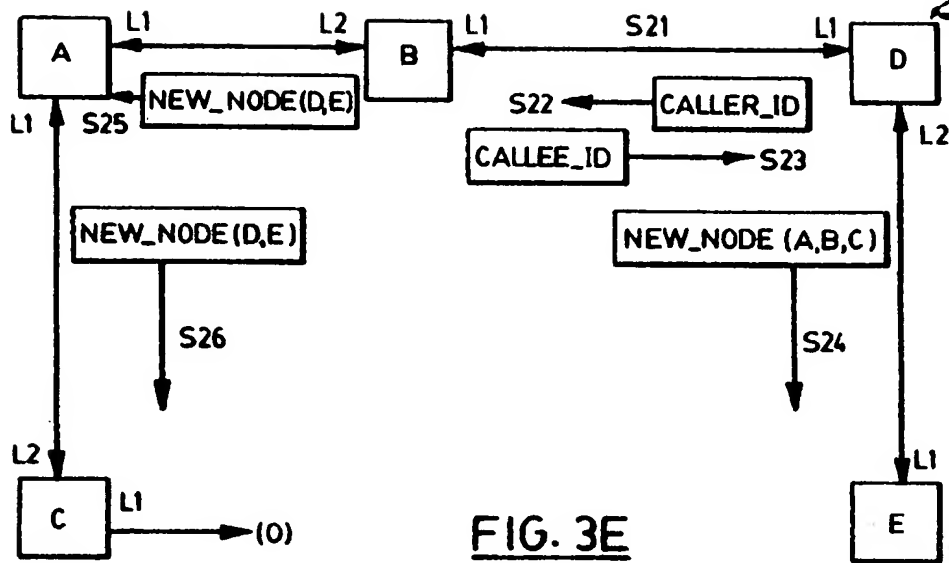 L1 L2 L1 S21 L1
A B D
NEW_NODE(D,E)
S22 CALLER_ID
L1 S25 L2
CALLEE_ID S23
NEW_NODE(D,E) NEW_NODE (A,B,C)
S26 S24
L2 L1
C L1 (0) E
FIG. 3E